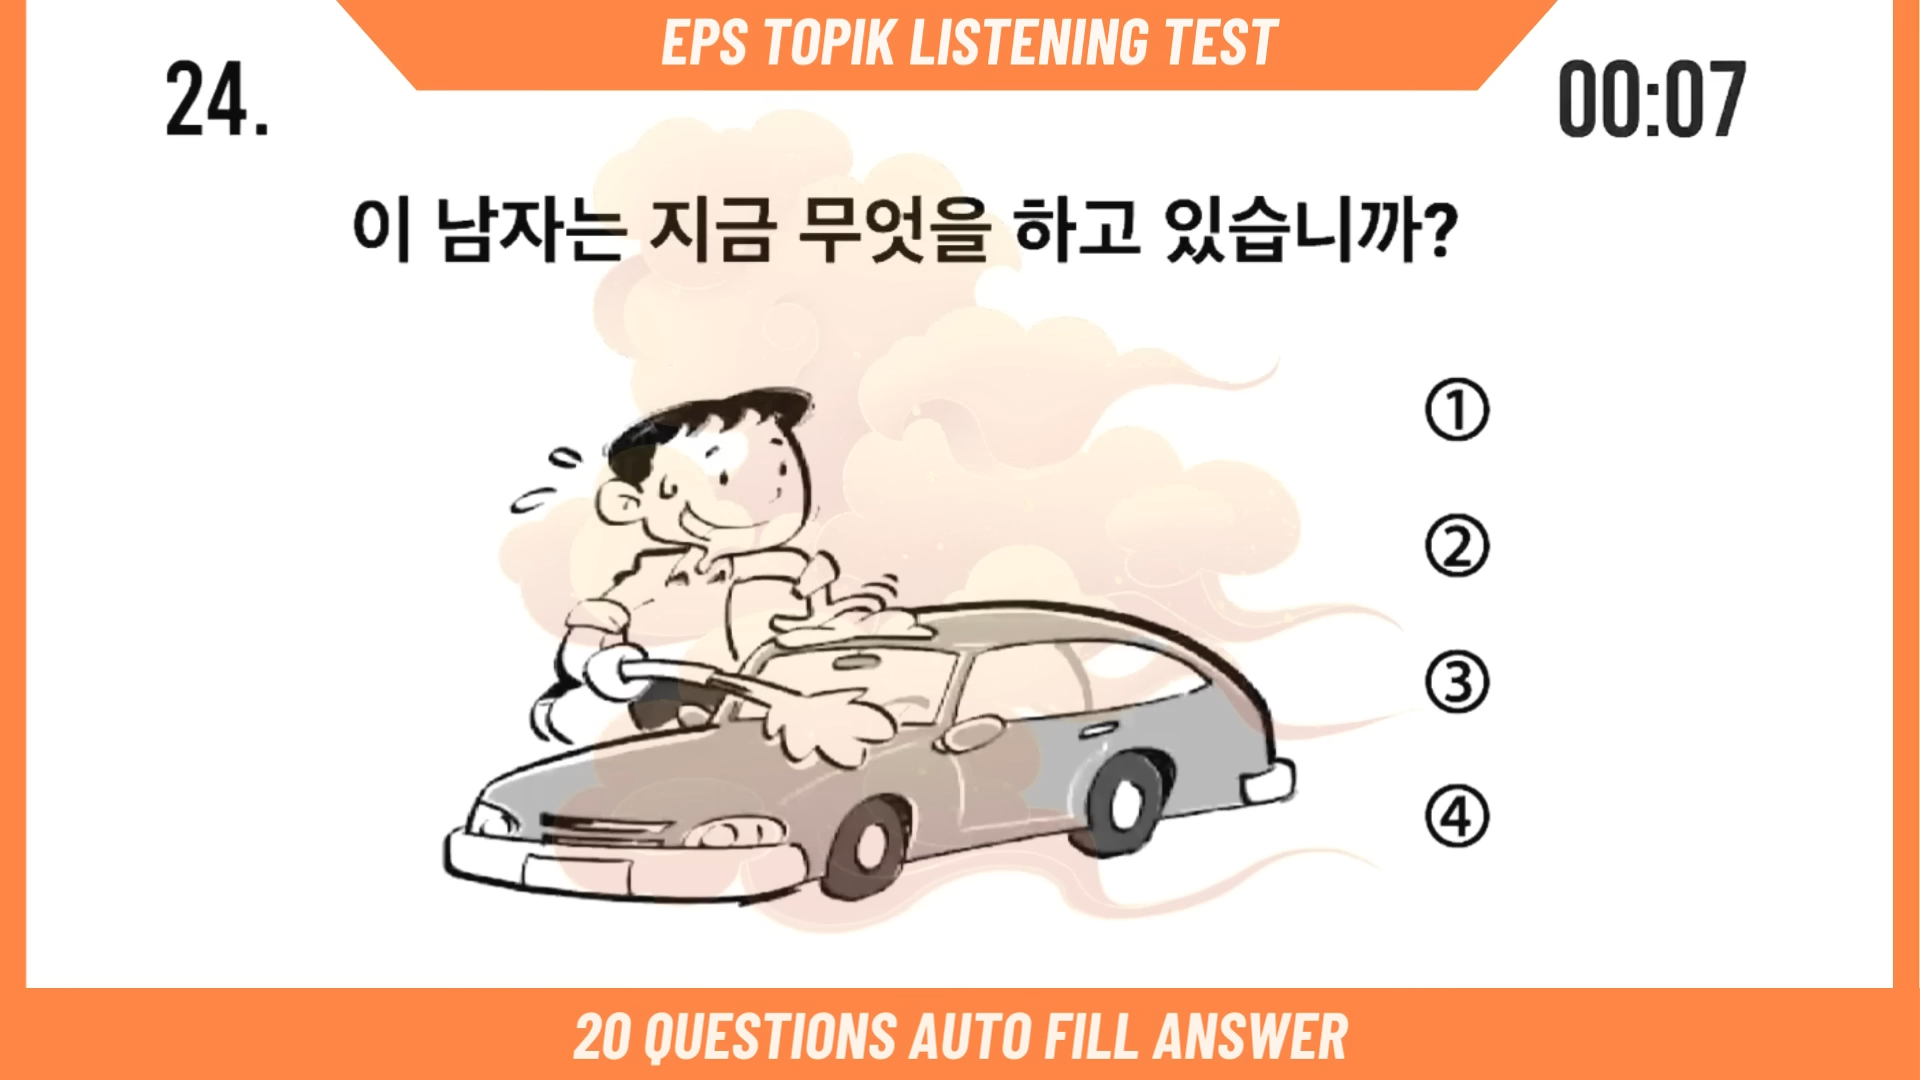 EPS TOPIK LISTENING TEST
24.
00:07
이 남자는 지금 무엇을 하고 있습니까?
①
②
③
④
20 QUESTIONS AUTO FILL ANSWER